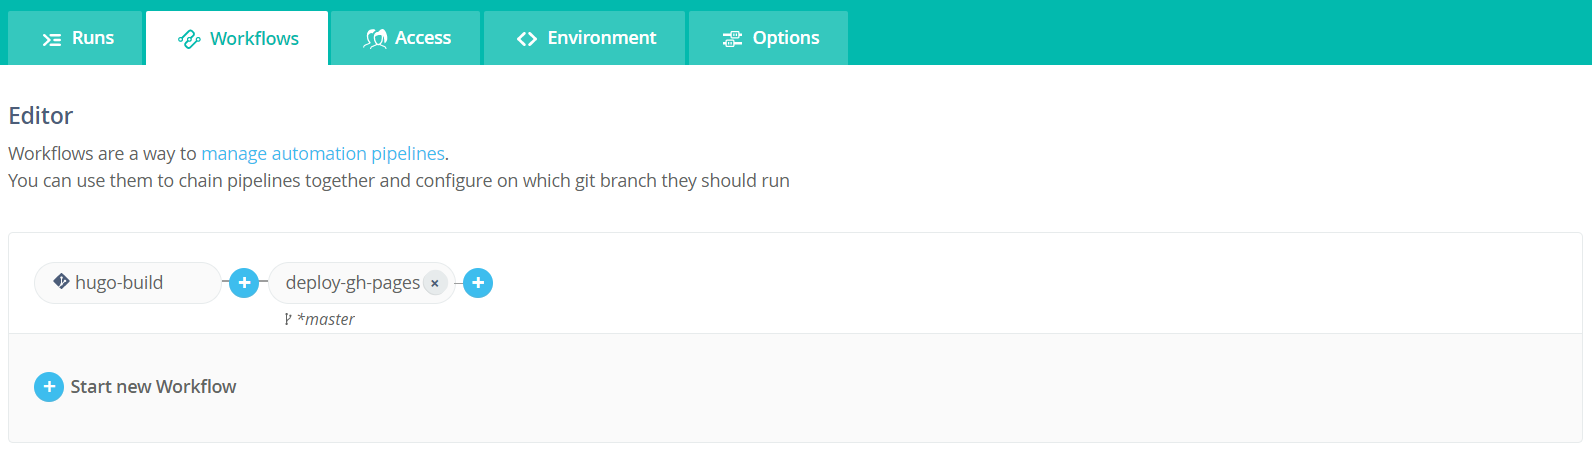 Runs Workflows Access Environment Options
Editor
Workflows are a way to manage automation pipelines.
You can use them to chain pipelines together and configure on which git branch they should run
hugo-build deploy-gh-pages
*master
Start new Workflow